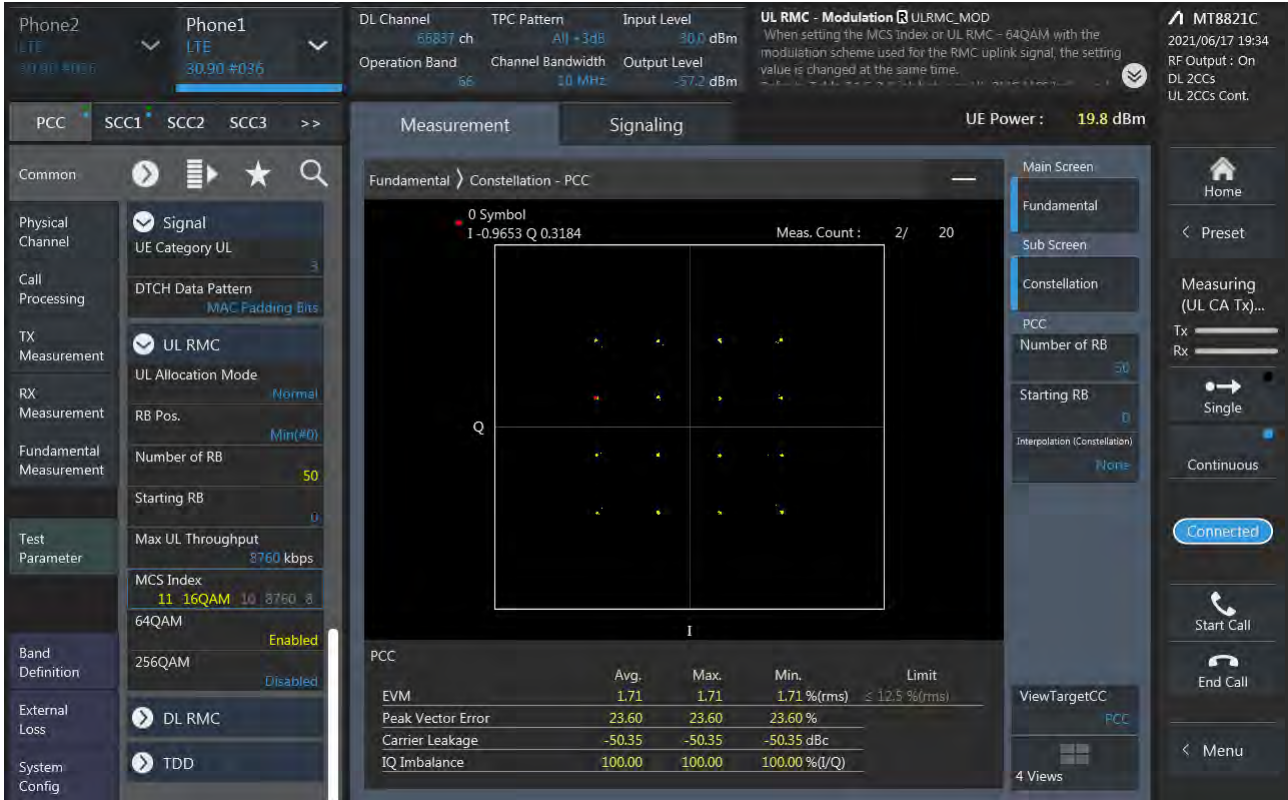 Phone2
LTE
30.90 #036
Phone1
LTE
30.90 #036
DL Channel
66837 ch
TPC Pattern
All +3dB
Input Level
30.0 dBm
Operation Band
66
Channel Bandwidth
10 MHz
Output Level
-57.2 dBm
UL RMC - Modulation R ULRMC_MOD
When setting the MCS Index or UL RMC - 64QAM with the
modulation scheme used for the RMC uplink signal, the setting
value is changed at the same time.
MT8821C
2021/06/17 19:34
RF Output : On
DL 2CCs
UL 2CCs Cont.
PCC SCC1 SCC2 SCC3 >>
Measurement
Signaling
UE Power : 19.8 dBm
Common
Physical
Channel
Call
Processing
TX
Measurement
RX
Measurement
Fundamental
Measurement
Test
Parameter
Band
Definition
External
Loss
System
Config
Signal
UE Category UL
3
DTCH Data Pattern
MAC Padding Bits
UL RMC
UL Allocation Mode
Normal
RB Pos.
Min(#0)
Number of RB
50
Starting RB
0
Max UL Throughput
8760 kbps
MCS Index
11 16QAM 10 8760 8
64QAM
Enabled
256QAM
Disabled
DL RMC
TDD
Fundamental > Constellation - PCC
0 Symbol
I -0.9653 Q 0.3184
Meas. Count : 2/ 20
Q
I
PCC
Avg. Max. Min. Limit
EVM 1.71 1.71 1.71 %(rms) ≤ 12.5 %(rms)
Peak Vector Error 23.60 23.60 23.60 %
Carrier Leakage -50.35 -50.35 -50.35 dBc
IQ Imbalance 100.00 100.00 100.00 %(I/Q)
Main Screen
Fundamental
Sub Screen
Constellation
PCC
Number of RB
50
Starting RB
0
Interpolation (Constellation)
None
ViewTargetCC
PCC
4 Views
Home
< Preset
Measuring
(UL CA Tx)...
Tx
Rx
Single
Continuous
Connected
Start Call
End Call
< Menu